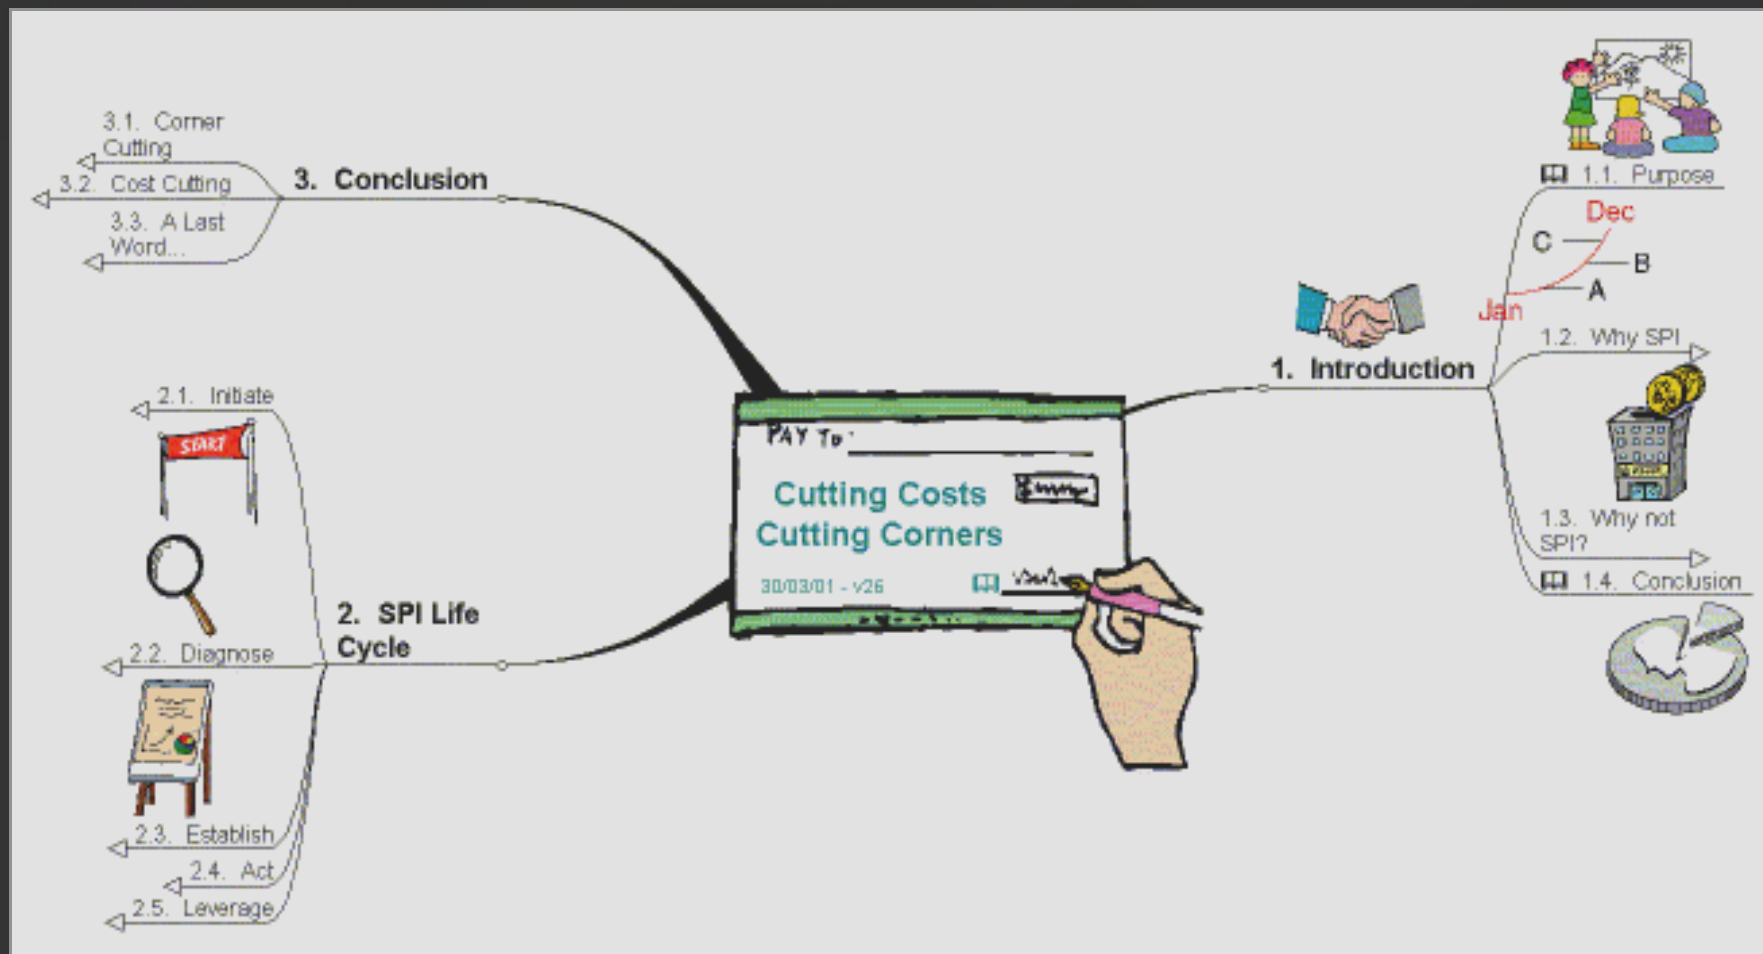 PAY TO:
Cutting Costs
Cutting Corners
30/03/01 - v26
1. Introduction
1.1. Purpose
Dec
C
B
A
Jan
1.2. Why SPI
1.3. Why not
SPI?
1.4. Conclusion
2. SPI Life
Cycle
2.1. Initiate
START
2.2. Diagnose
2.3. Establish
2.4. Act
2.5. Leverage
3. Conclusion
3.1. Corner
Cutting
3.2. Cost Cutting
3.3. A Last
Word...